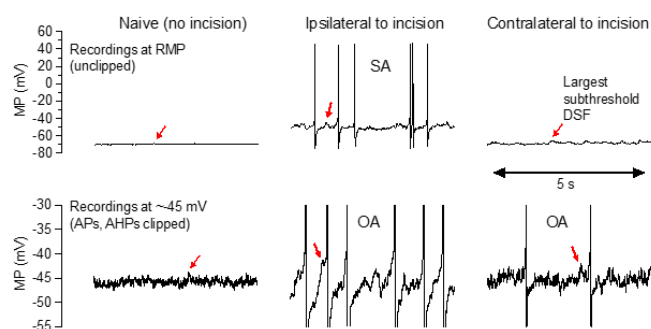 Naive (no incision)
Ipsilateral to incision
Contralateral to incision
60
40
20
0
-20
-40
-60
-80
MP (mV)
Recordings at RMP
(unclipped)
SA
Largest
subthreshold
DSF
5 s
-30
-35
-40
-45
-50
-55
MP (mV)
Recordings at ~-45 mV
(APs, AHPs clipped)
OA
OA